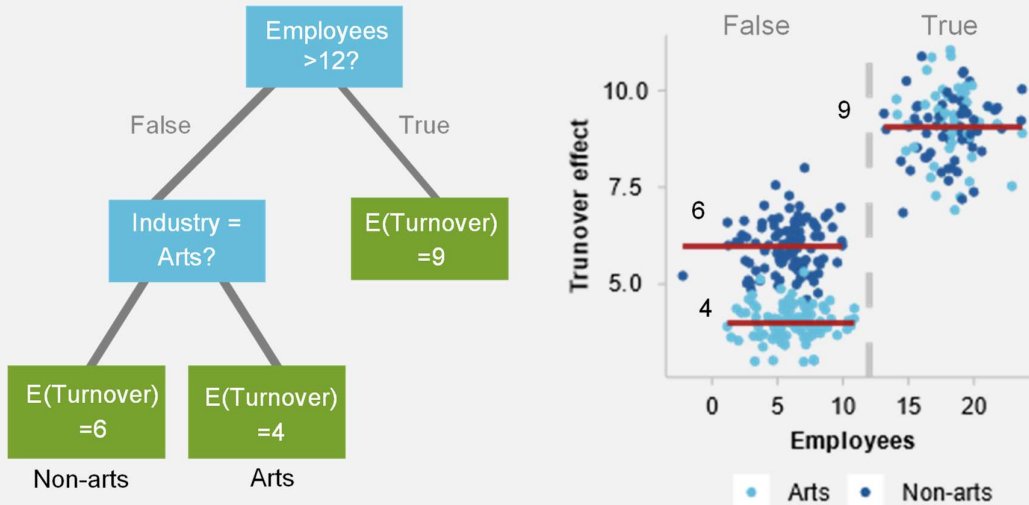 Employees
>12?
False
True
Industry =
Arts?
E(Turnover)
=9
E(Turnover)
=6
E(Turnover)
=4
Non-arts
Arts
False
True
Trunover effect
10.0
7.5
5.0
9
6
4
0
5
10
15
20
Employees
Arts
Non-arts